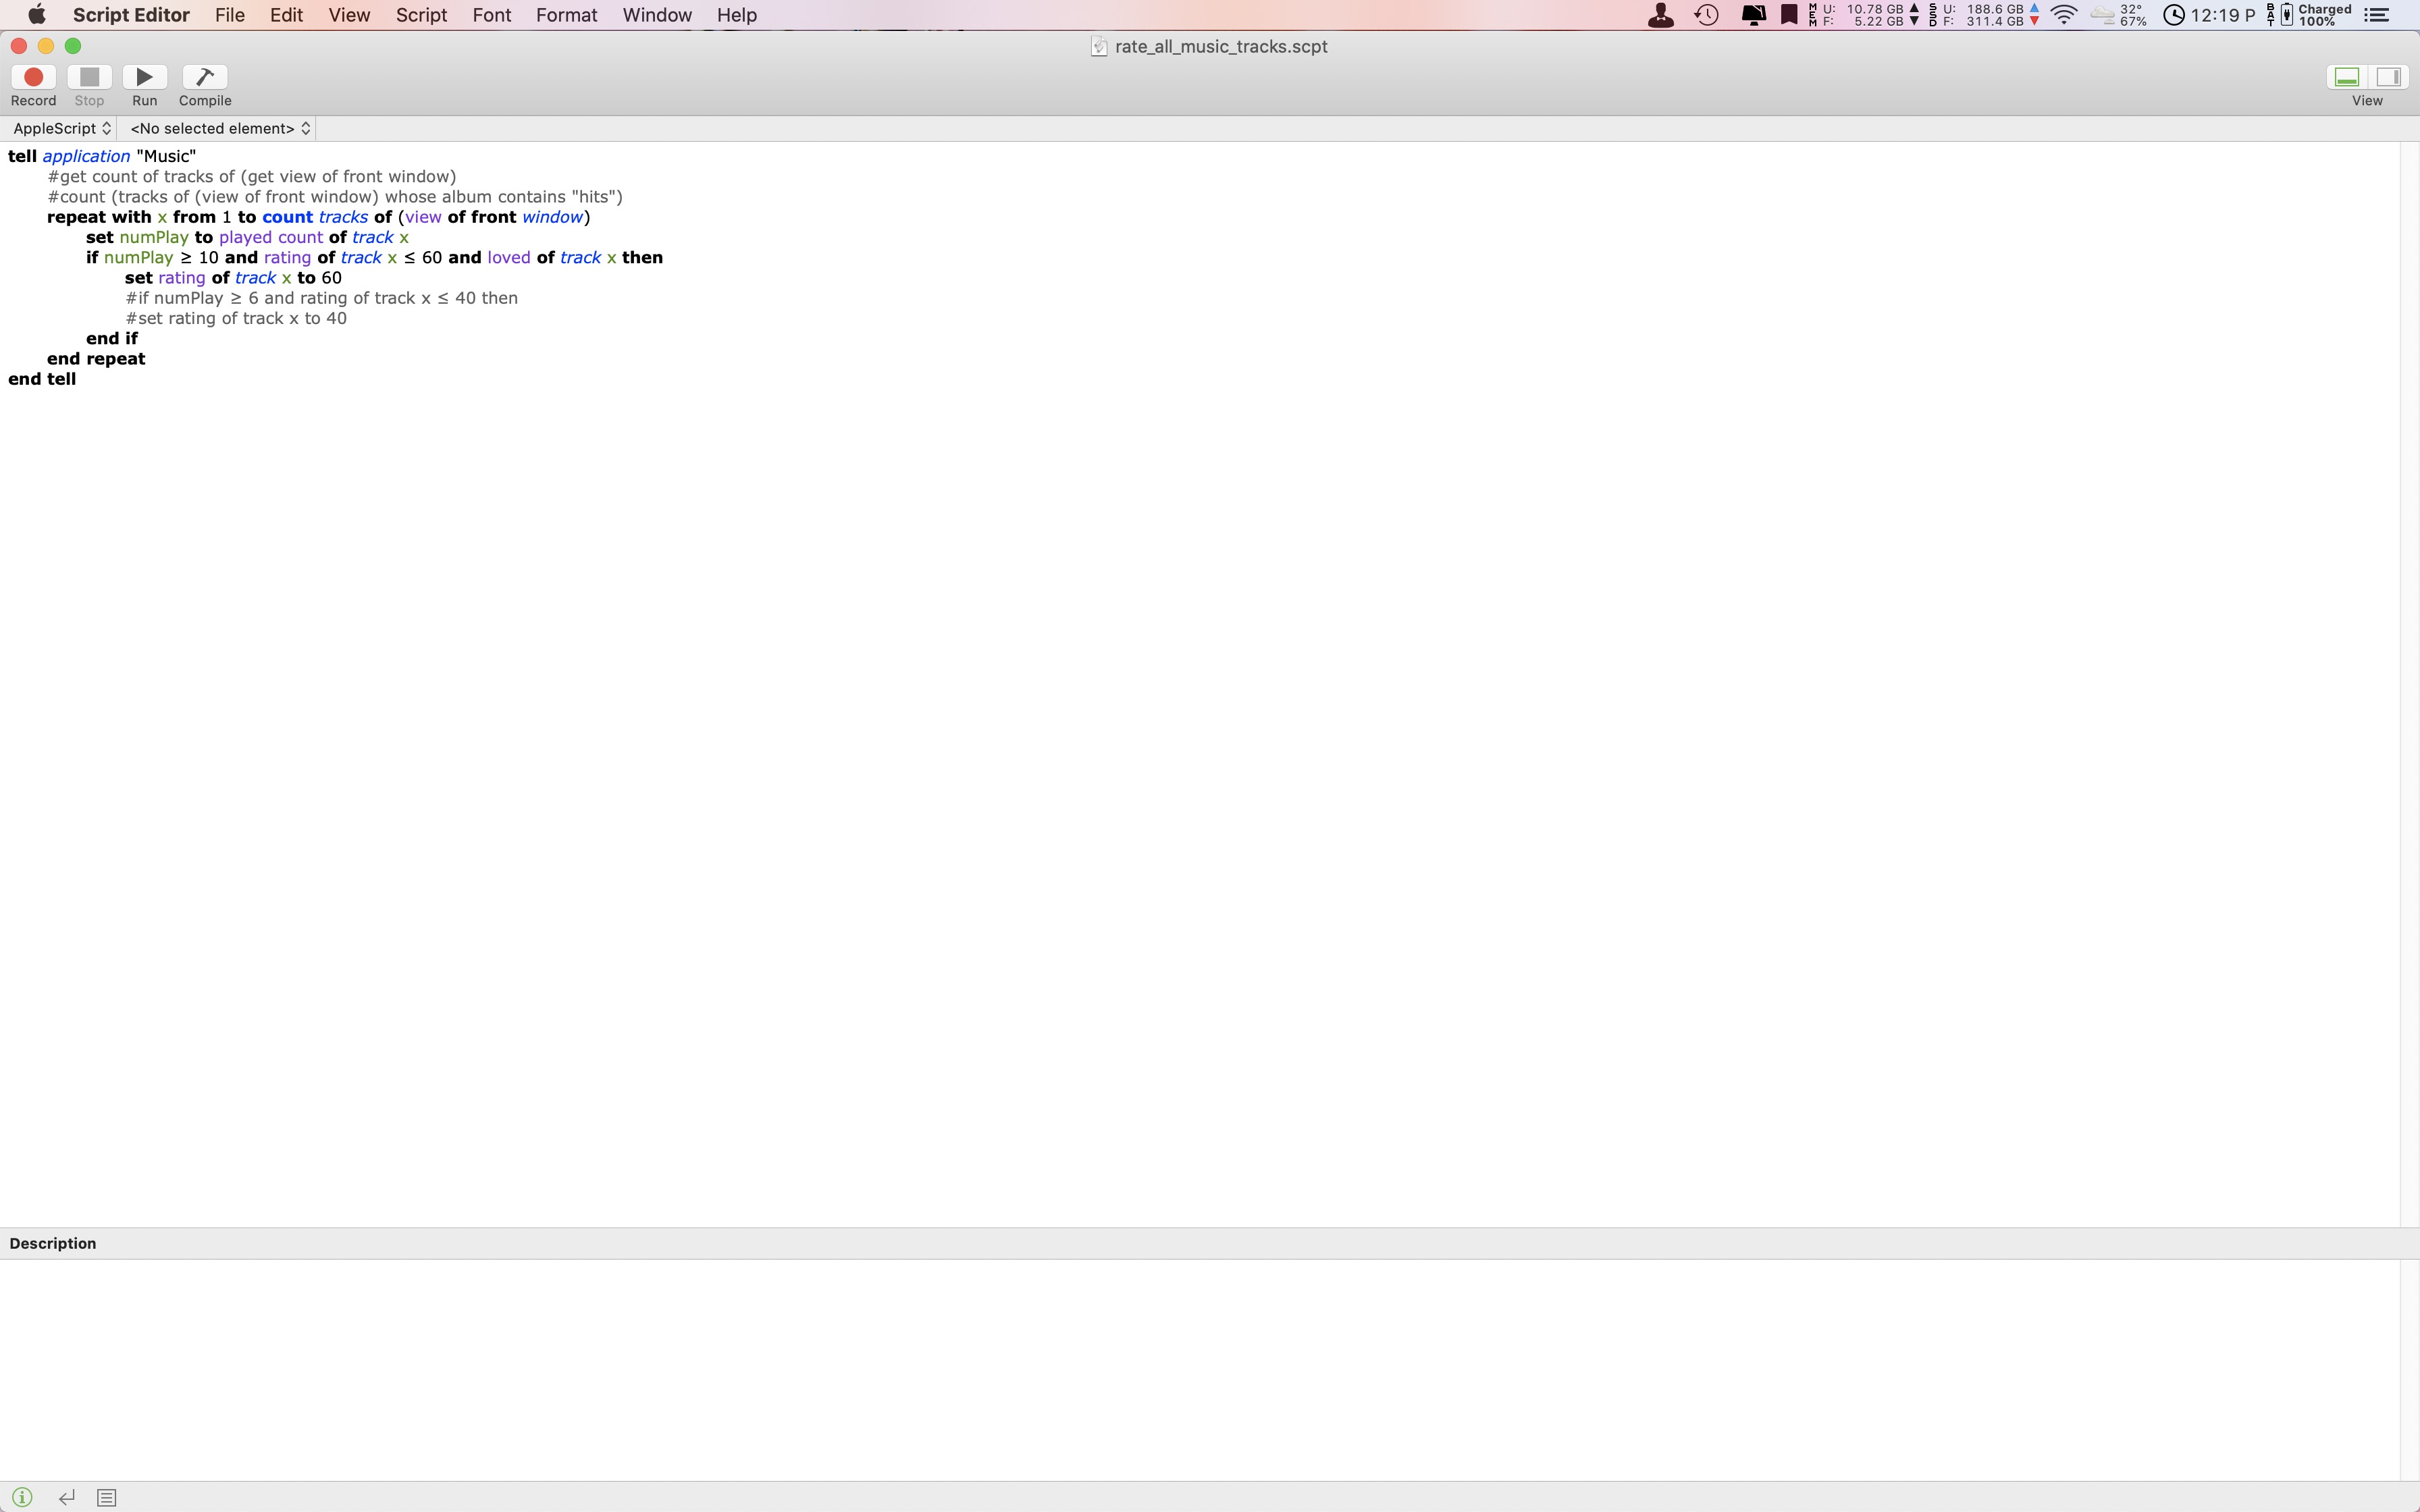 Script Editor File Edit View Script Font Format Window Help MEM U: 10.78 GB F: 5.22 GB SSD U: 188.6 GB F: 311.4 GB 32° 67% 12:19 P BAT Charged 100%
rate_all_music_tracks.scpt
Record Stop Run Compile View
AppleScript <No selected element>
tell application "Music"
#get count of tracks of (get view of front window)
#count (tracks of (view of front window) whose album contains "hits")
repeat with x from 1 to count tracks of (view of front window)
set numPlay to played count of track x
if numPlay ≥ 10 and rating of track x ≤ 60 and loved of track x then
set rating of track x to 60
#if numPlay ≥ 6 and rating of track x ≤ 40 then
#set rating of track x to 40
end if
end repeat
end tell
Description